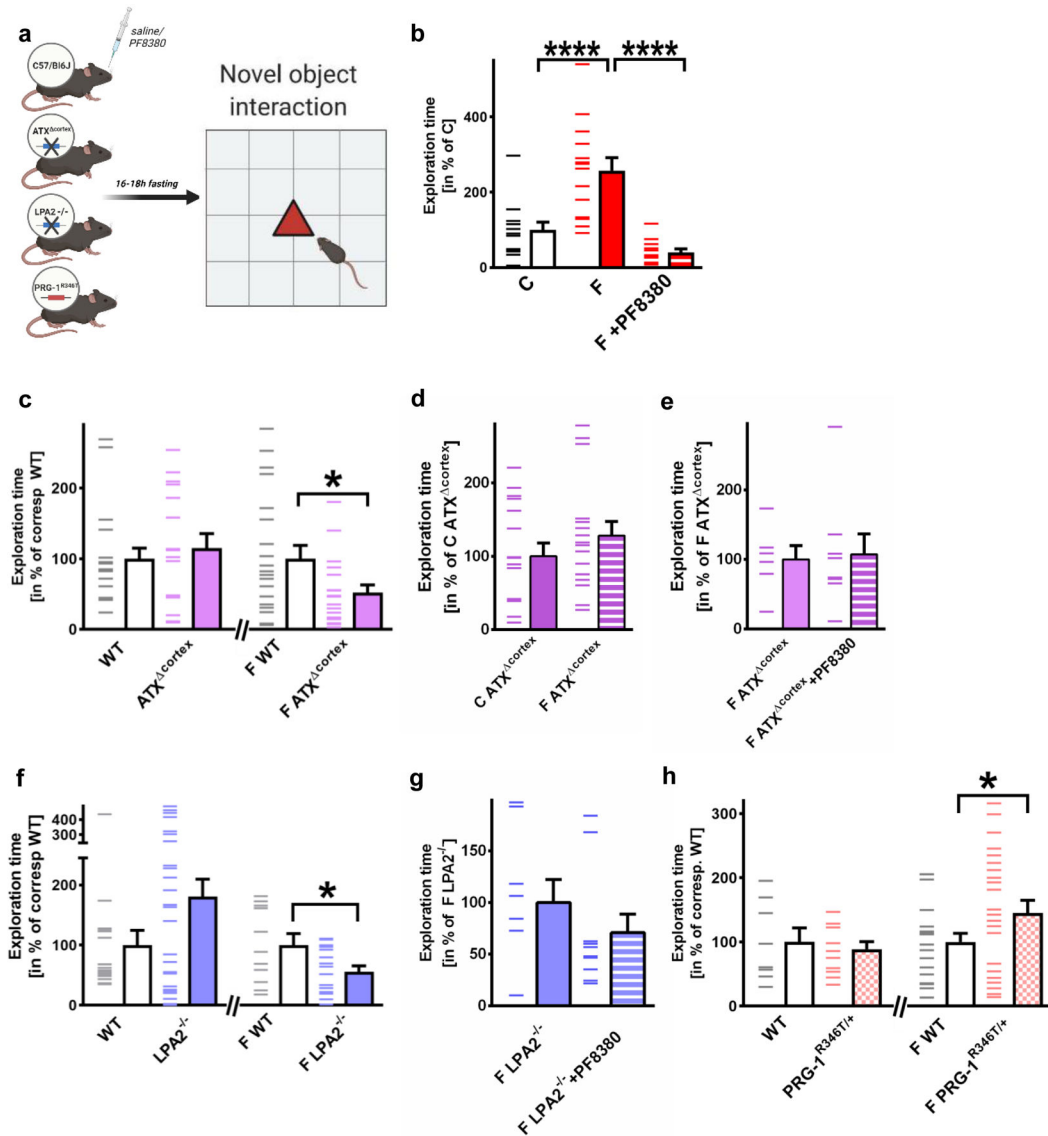 a
saline/
PF8380
C57/Bl6J
ATXΔcortex
LPA2 -/-
PRG-1R346T
16-18h fasting
Novel object
interaction
b
Exploration time
[in % of C]
400
200
0
****
****
C
F
F +PF8380
c
Exploration time
[in % of corresp WT]
200
100
0
*
WT
ATXΔcortex
F WT
F ATXΔcortex
d
Exploration time
[in % of C ATXΔcortex]
200
100
0
C ATXΔcortex
F ATXΔcortex
e
Exploration time
[in % of F ATXΔcortex]
200
100
0
F ATXΔcortex
F ATXΔcortex+PF8380
f
Exploration time
[in % of corresp WT]
400
300
200
100
0
*
WT
LPA2-/-
F WT
F LPA2-/-
g
Exploration time
[in % of F LPA2-/-]
150
100
50
0
F LPA2-/-
F LPA2-/-+PF8380
h
Exploration time
[in % of corresp. WT]
300
200
100
0
*
WT
PRG-1R346T/+
F WT
F PRG-1R346T/+